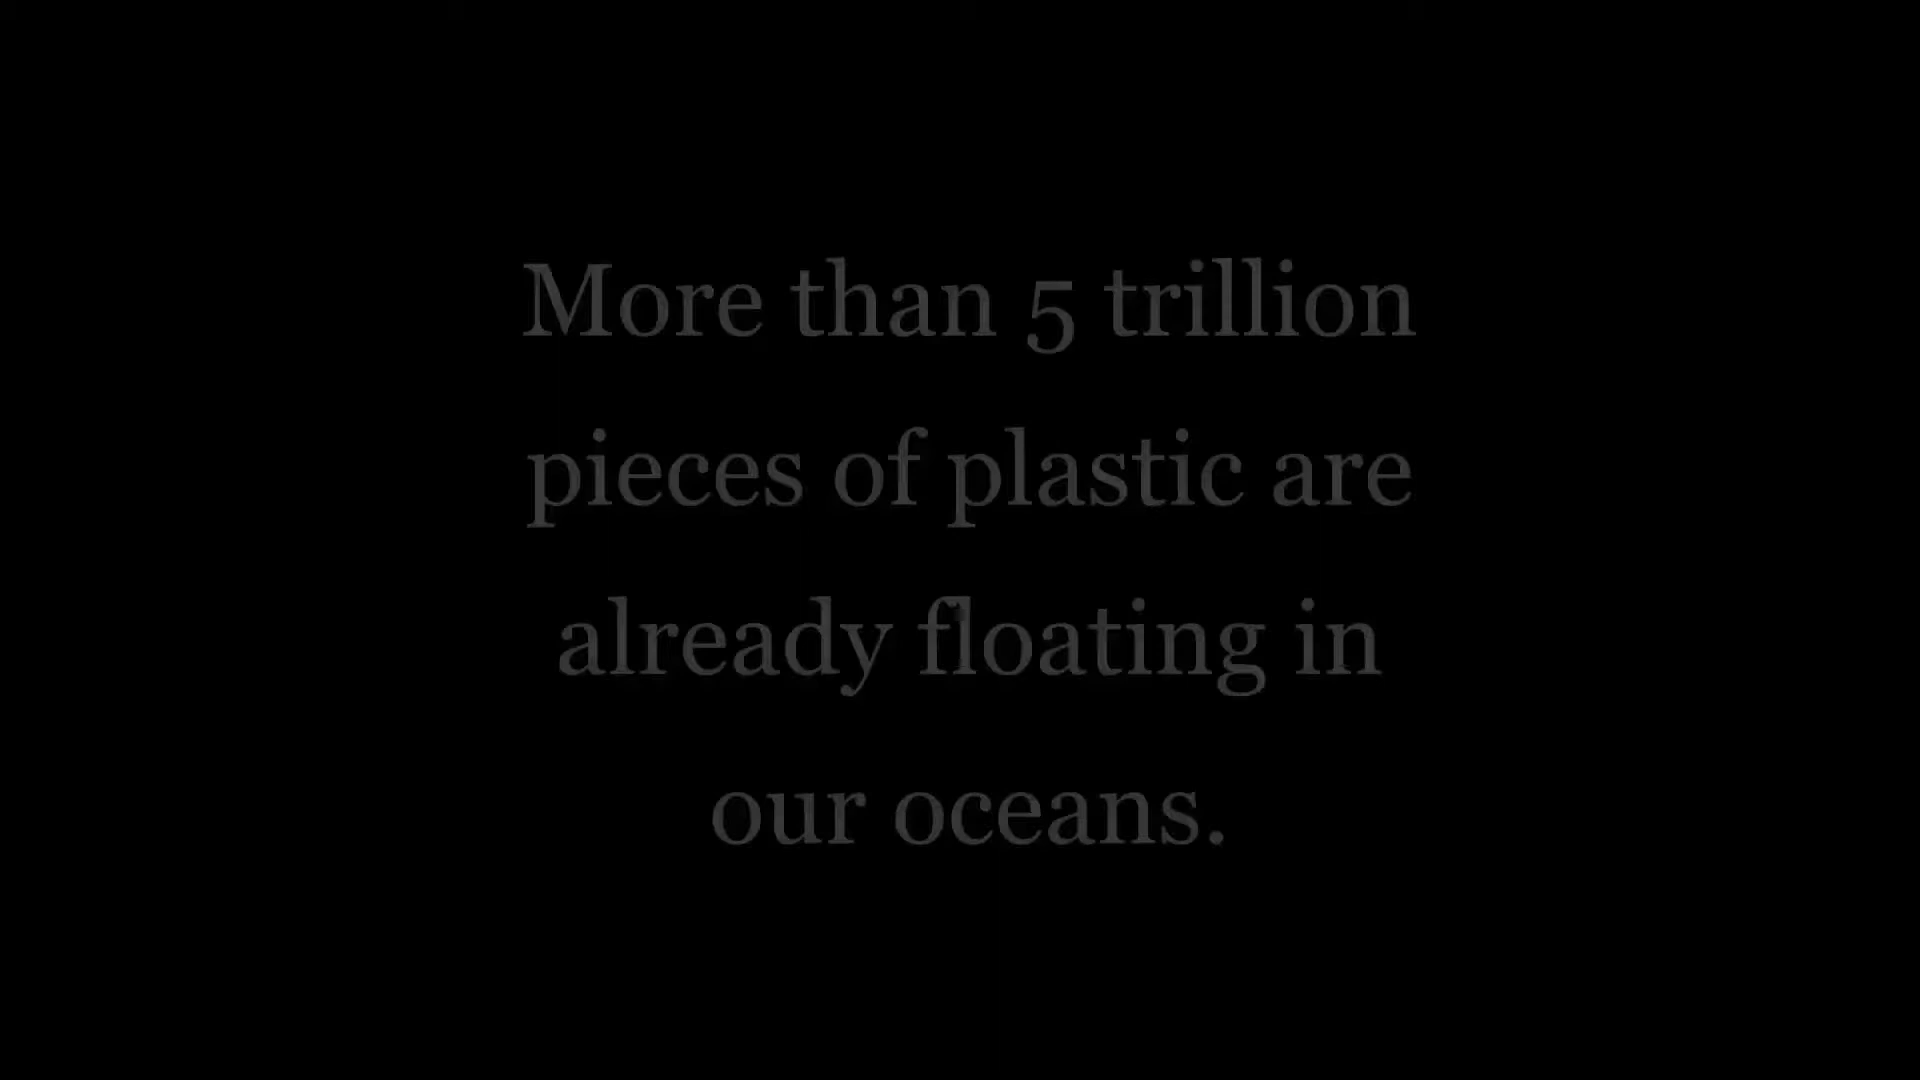 More than 5 trillion
pieces of plastic are
already floating in
our oceans.